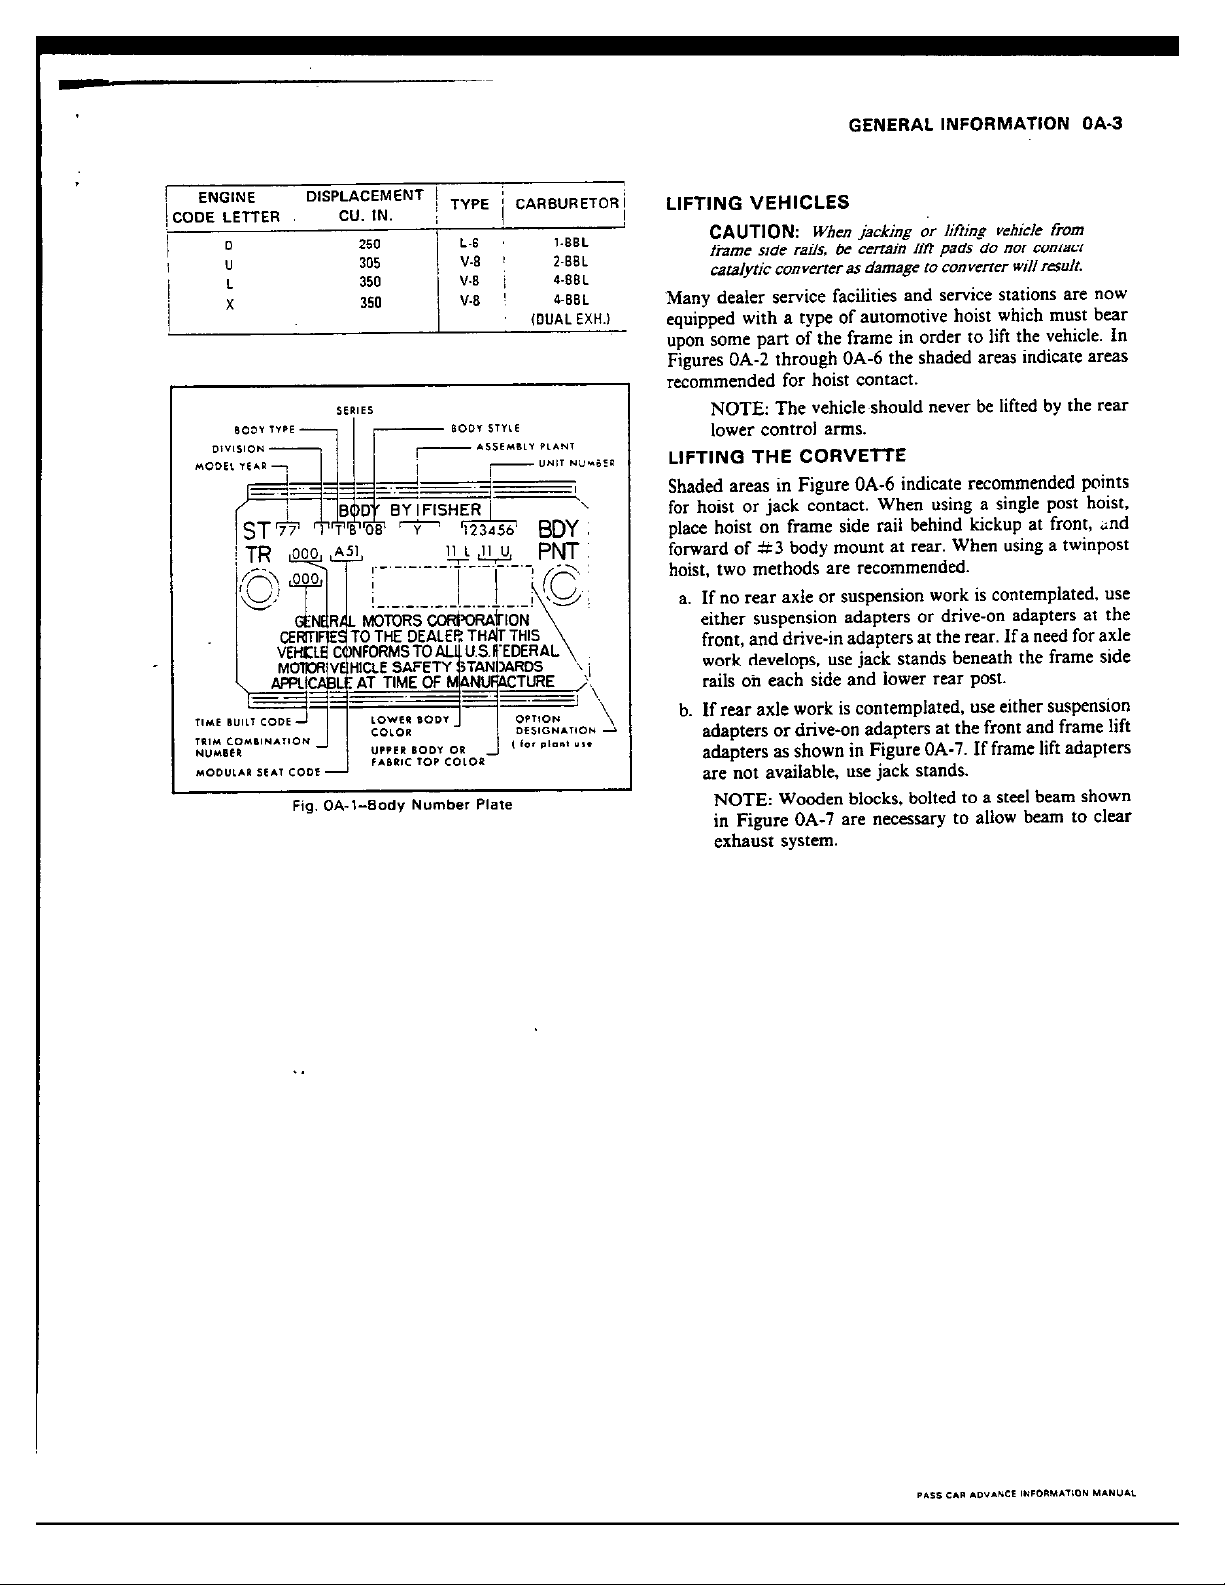 GENERAL INFORMATION 0A-3
ENGINE CODE LETTER DISPLACEMENT CU. IN. TYPE CARBURETOR
D 250 L-6 1-BBL
U 305 V-8 2-BBL
L 350 V-8 4-BBL
X 350 V-8 4-BBL
(DUAL EXH.)
SERIES
BODY TYPE BODY STYLE
DIVISION ASSEMBLY PLANT
MODEL YEAR UNIT NUMBER
BODY BY FISHER
ST 77 1 T B 08 Y 123456 BDY
TR 000 A51 11 L 11 U PNT
000
GENERAL MOTORS CORPORATION
CERTIFIES TO THE DEALER THAT THIS
VEHICLE CONFORMS TO ALL U.S. FEDERAL
MOTOR VEHICLE SAFETY STANDARDS
APPLICABLE AT TIME OF MANUFACTURE
TIME BUILT CODE
TRIM COMBINATION
NUMBER
MODULAR SEAT CODE
LOWER BODY
COLOR
UPPER BODY OR
FABRIC TOP COLOR
OPTION
DESIGNATION
( for plant use
Fig. 0A-1--Body Number Plate
LIFTING VEHICLES
CAUTION: When jacking or lifting vehicle from
frame side rails, be certain lift pads do not contact
catalytic converter as damage to converter will result.
Many dealer service facilities and service stations are now
equipped with a type of automotive hoist which must bear
upon some part of the frame in order to lift the vehicle. In
Figures 0A-2 through 0A-6 the shaded areas indicate areas
recommended for hoist contact.
NOTE: The vehicle should never be lifted by the rear
lower control arms.
LIFTING THE CORVETTE
Shaded areas in Figure 0A-6 indicate recommended points
for hoist or jack contact. When using a single post hoist,
place hoist on frame side rail behind kickup at front, and
forward of #3 body mount at rear. When using a twinpost
hoist, two methods are recommended.
a. If no rear axle or suspension work is contemplated, use
either suspension adapters or drive-on adapters at the
front, and drive-in adapters at the rear. If a need for axle
work develops, use jack stands beneath the frame side
rails on each side and lower rear post.
b. If rear axle work is contemplated, use either suspension
adapters or drive-on adapters at the front and frame lift
adapters as shown in Figure 0A-7. If frame lift adapters
are not available, use jack stands.
NOTE: Wooden blocks, bolted to a steel beam shown
in Figure 0A-7 are necessary to allow beam to clear
exhaust system.
PASS CAR ADVANCE INFORMATION MANUAL